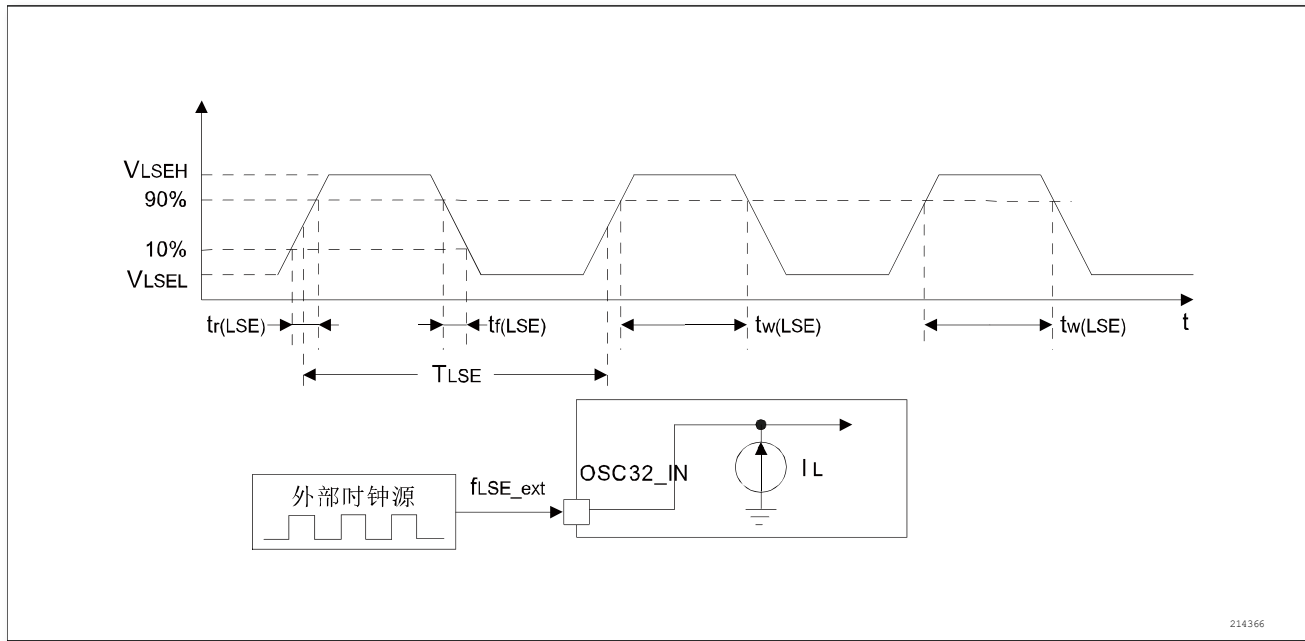 VLSEH
90%
10%
VLSEL
tr(LSE) tf(LSE) tw(LSE) tw(LSE) t
TLSE
外部时钟源
fLSE_ext
OSC32_IN
IL
214366